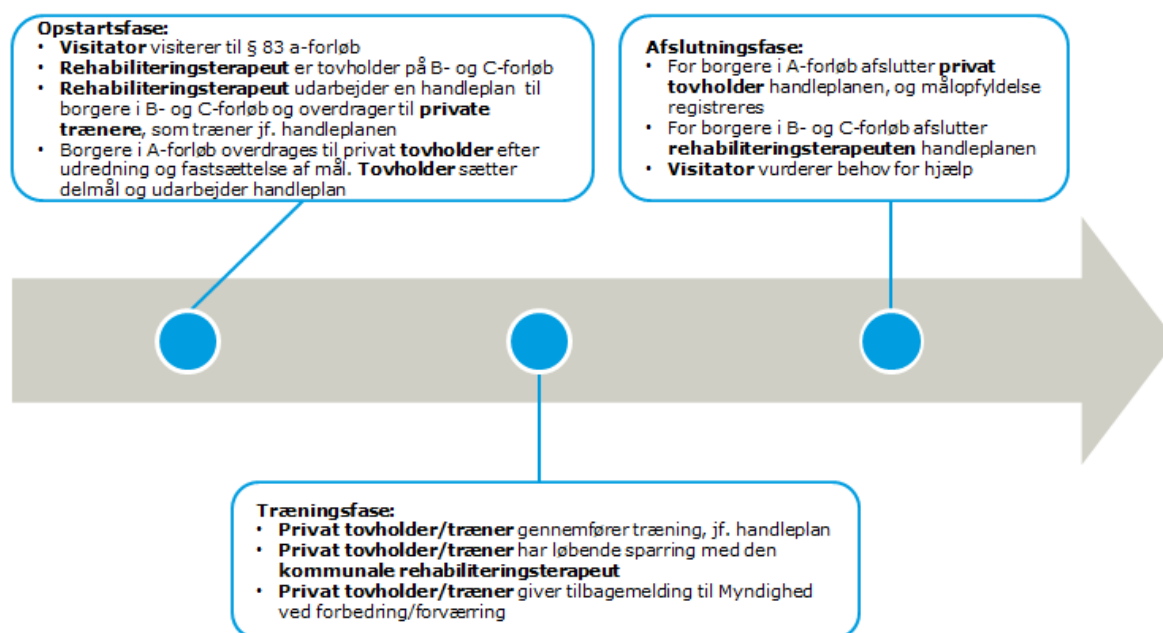 Opstartsfase:
• Visitator visiterer til § 83 a-forløb
• Rehabiliteringsterapeut er tovholder på B- og C-forløb
• Rehabiliteringsterapeut udarbejder en handleplan til
borgere i B- og C-forløb og overdrager til private
trænere, som træner jf. handleplanen
• Borgere i A-forløb overdrages til privat tovholder efter
udredning og fastsættelse af mål. Tovholder sætter
delmål og udarbejder handleplan
Afslutningsfase:
• For borgere i A-forløb afslutter privat
tovholder handleplanen, og målopfyldelse
registreres
• For borgere i B- og C-forløb afslutter
rehabiliteringsterapeuten handleplanen
• Visitator vurderer behov for hjælp
Træningsfase:
• Privat tovholder/træner gennemfører træning, jf. handleplan
• Privat tovholder/træner har løbende sparring med den
kommunale rehabiliteringsterapeut
• Privat tovholder/træner giver tilbagemelding til Myndighed
ved forbedring/forværring